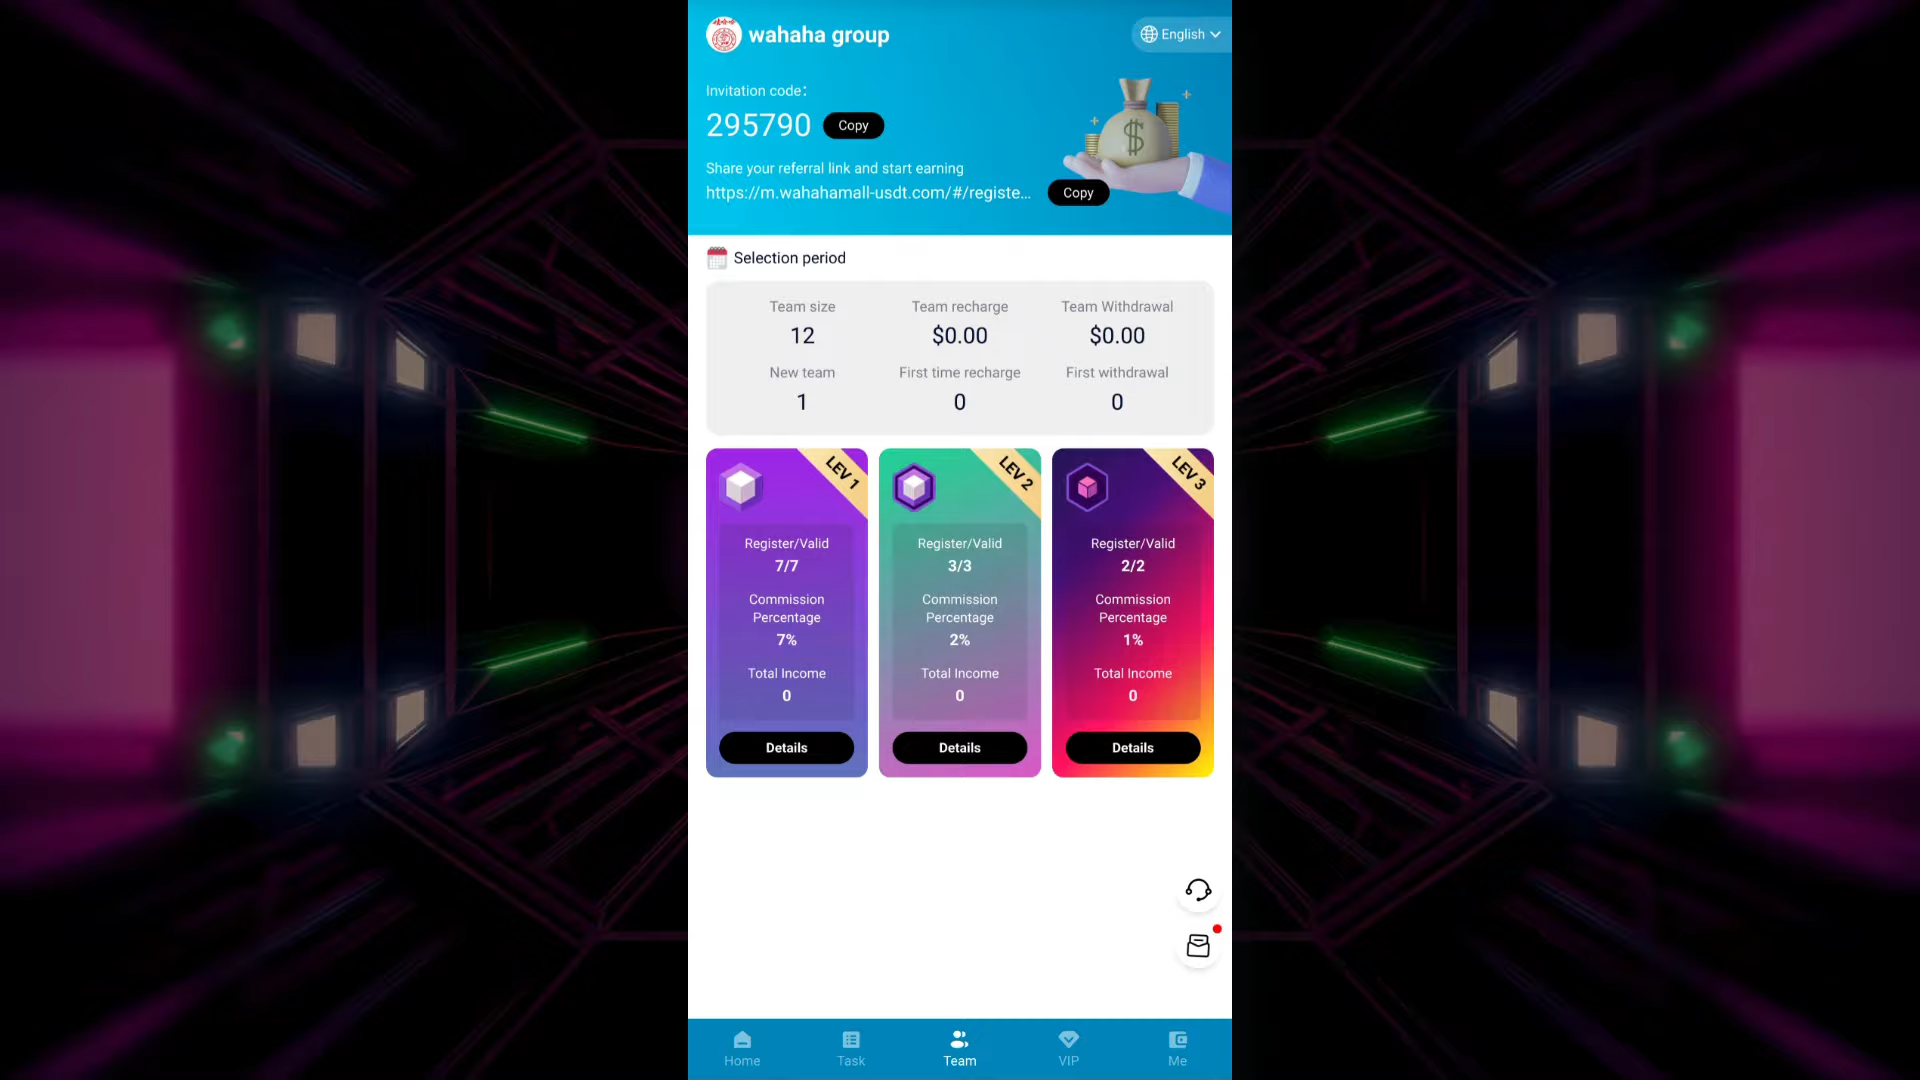 wahaha group
English
Invitation code:
295790 Copy
Share your referral link and start earning
https://m.wahahamall-usdt.com/#/registe... Copy
Selection period
Team size Team recharge Team Withdrawal
12 $0.00 $0.00
New team First time recharge First withdrawal
1 0 0
LEV 1 LEV 2 LEV 3
Register/Valid Register/Valid Register/Valid
7/7 3/3 2/2
Commission Commission Commission
Percentage Percentage Percentage
7% 2% 1%
Total Income Total Income Total Income
0 0 0
Details Details Details
Home Task Team VIP Me